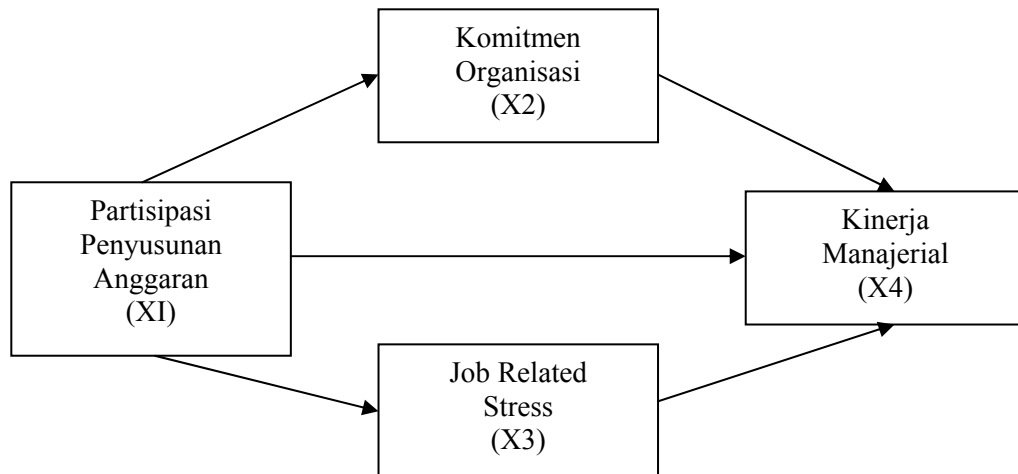 Komitmen
Organisasi
(X2)
Partisipasi
Penyusunan
Anggaran
(XI)
Kinerja
Manajerial
(X4)
Job Related
Stress
(X3)